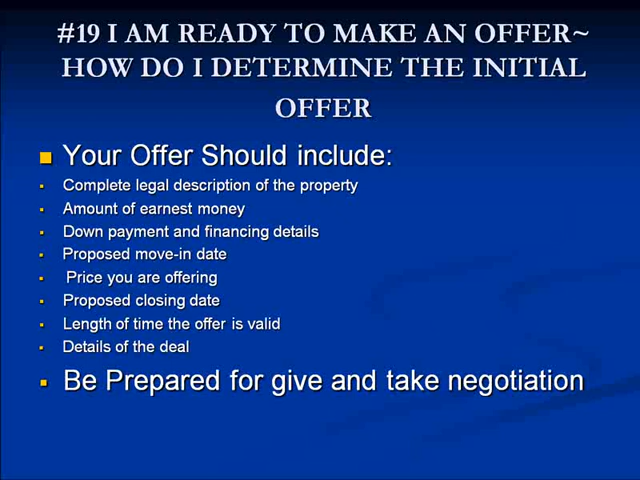 #19 I AM READY TO MAKE AN OFFER~
HOW DO I DETERMINE THE INITIAL
OFFER
Your Offer Should include:
Complete legal description of the property
Amount of earnest money
Down payment and financing details
Proposed move-in date
Price you are offering
Proposed closing date
Length of time the offer is valid
Details of the deal
Be Prepared for give and take negotiation